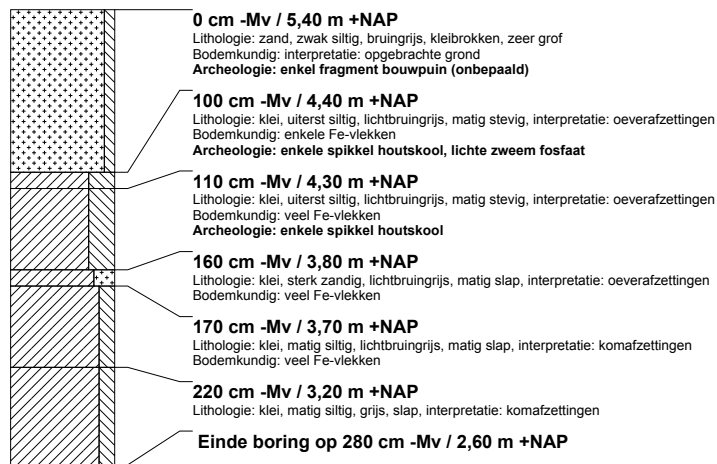 0 cm -Mv / 5,40 m +NAP
Lithologie: zand, zwak siltig, bruingrijs, kleibrokken, zeer grof
Bodemkundig: interpretatie: opgebrachte grond
Archeologie: enkel fragment bouwpuin (onbepaald)
100 cm -Mv / 4,40 m +NAP
Lithologie: klei, uiterst siltig, lichtbruingrijs, matig stevig, interpretatie: oeverafzettingen
Bodemkundig: enkele Fe-vlekken
Archeologie: enkele spikkel houtskool, lichte zweem fosfaat
110 cm -Mv / 4,30 m +NAP
Lithologie: klei, uiterst siltig, lichtbruingrijs, matig stevig, interpretatie: oeverafzettingen
Bodemkundig: veel Fe-vlekken
Archeologie: enkele spikkel houtskool
160 cm -Mv / 3,80 m +NAP
Lithologie: klei, sterk zandig, lichtbruingrijs, matig slap, interpretatie: oeverafzettingen
Bodemkundig: veel Fe-vlekken
170 cm -Mv / 3,70 m +NAP
Lithologie: klei, matig siltig, lichtbruingrijs, matig slap, interpretatie: komafzettingen
Bodemkundig: veel Fe-vlekken
220 cm -Mv / 3,20 m +NAP
Lithologie: klei, matig siltig, grijs, slap, interpretatie: komafzettingen
Einde boring op 280 cm -Mv / 2,60 m +NAP